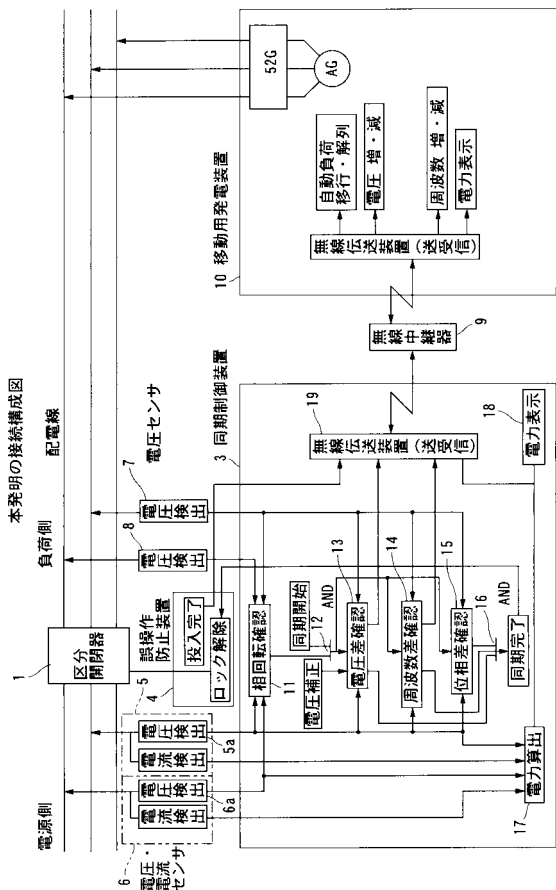 本発明の接続構成図
電源側
負荷側
配電線
1
区分
開閉器
52G
AG
電圧センサ
7
8
電圧検出
電圧検出
誤操作
防止装置
投入完了
ロック解除
4
5
電圧検出
電流検出
5a
電圧検出
電流検出
6a
6
電圧・
電流
センサ
3 同期制御装置
相回転確認
11
同期開始
電圧補正
AND
12
電圧差確認
13
周波数差確認
14
位相差確認
15
AND
16
同期完了
電力算出
17
電力表示
18
無線伝送装置(送受信)
19
無線中継器
9
10 移動用発電装置
無線伝送装置(送受信)
自動負荷
移行・解列
電圧 増・減
周波数 増・減
電力表示